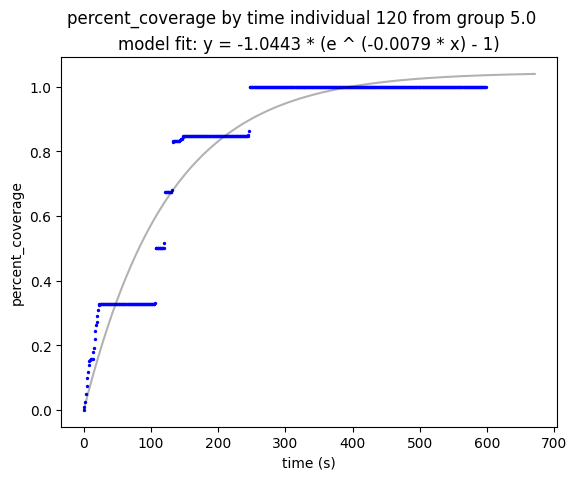 percent_coverage by time individual 120 from group 5.0
model fit: y = -1.0443 * (e ^ (-0.0079 * x) - 1)
1.0
0.8
0.6
0.4
0.2
0.0
percent_coverage
0 100 200 300 400 500 600 700
time (s)